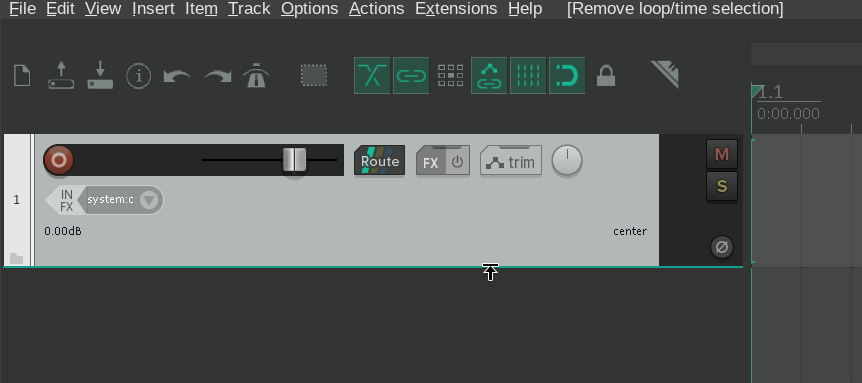 File Edit View Insert Item Track Options Actions Extensions Help [Remove loop/time selection]
1.1
0:00.000
1
Route
FX
trim
M
IN
FX
system:c
S
0.00dB
center